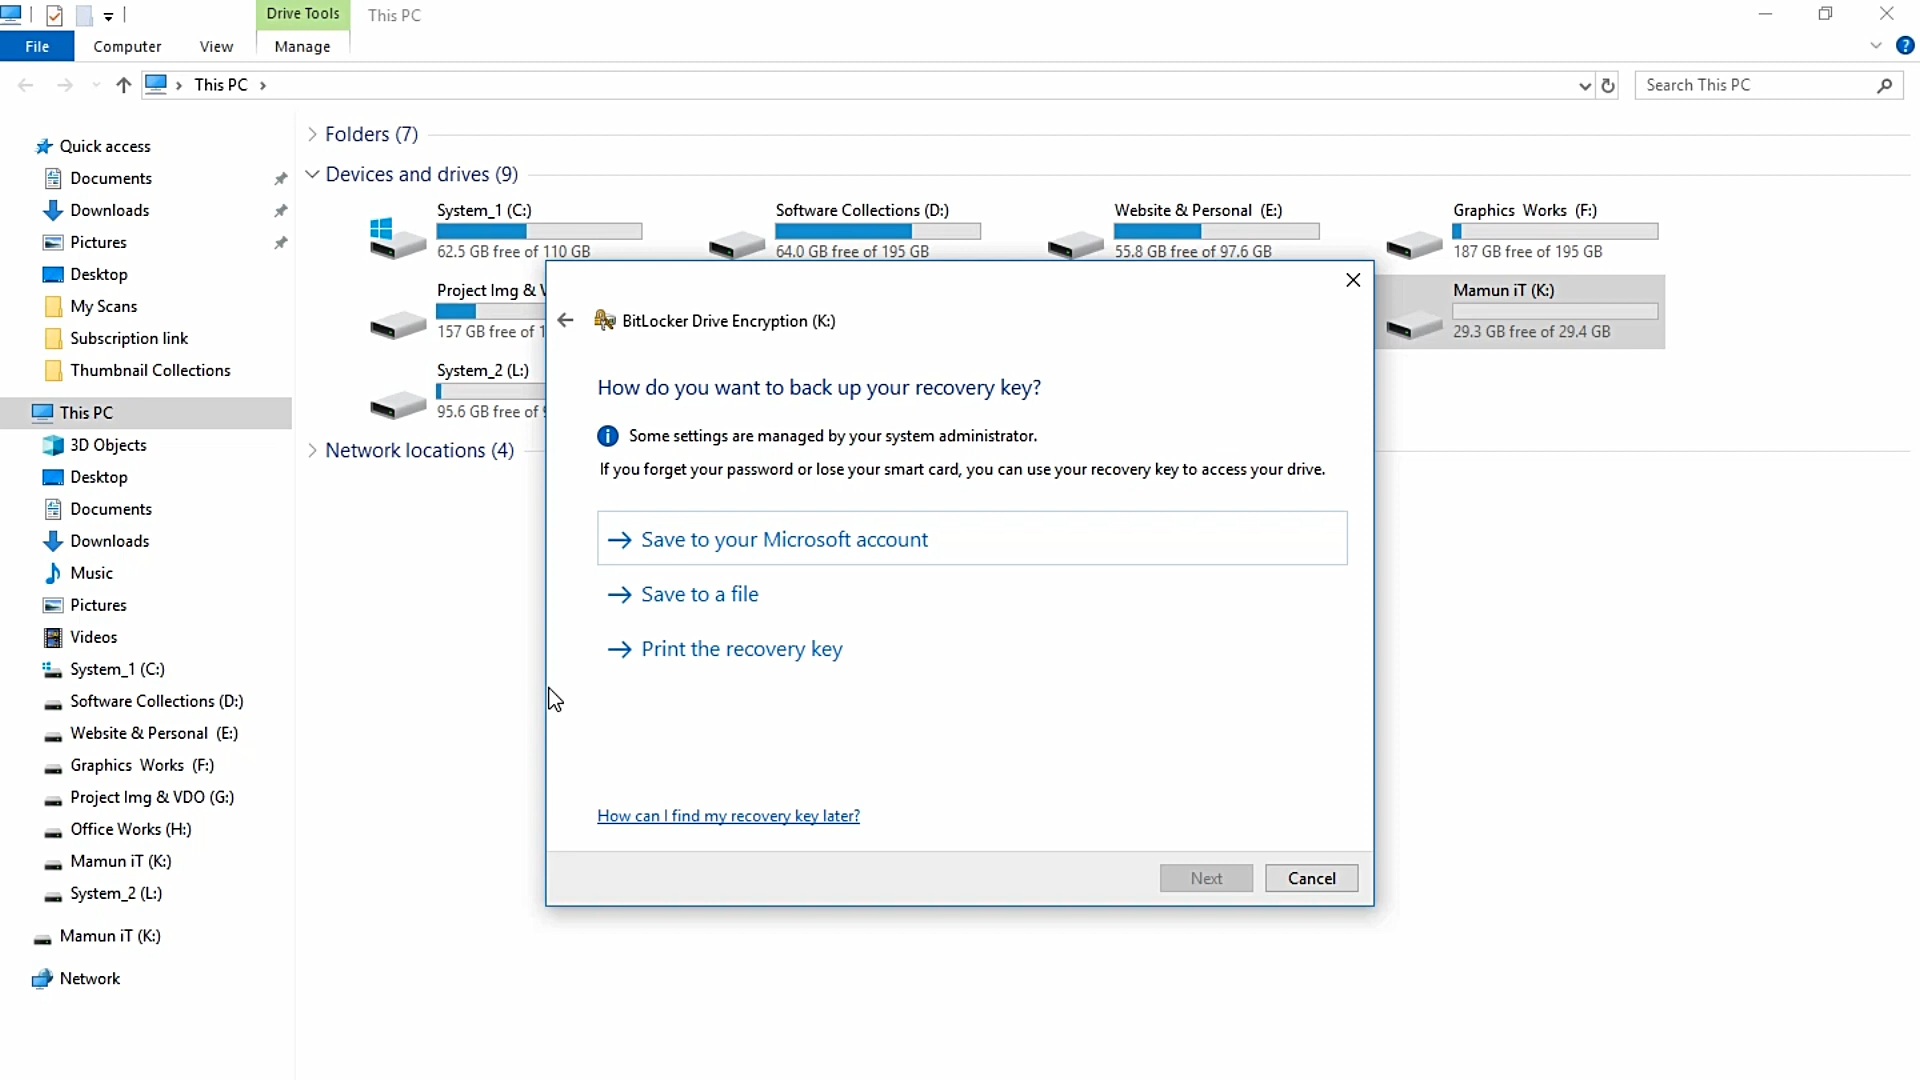 Drive Tools
This PC
File
Computer
View
Manage
This PC
Search This PC
Quick access
Documents
Downloads
Pictures
Desktop
My Scans
Subscription link
Thumbnail Collections
This PC
3D Objects
Desktop
Documents
Downloads
Music
Pictures
Videos
System_1 (C:)
Software Collections (D:)
Website & Personal (E:)
Graphics Works (F:)
Project Img & VDO (G:)
Office Works (H:)
Mamun iT (K:)
System_2 (L:)
Mamun iT (K:)
Network
Folders (7)
Devices and drives (9)
System_1 (C:)
62.5 GB free of 110 GB
Software Collections (D:)
64.0 GB free of 195 GB
Website & Personal (E:)
55.8 GB free of 97.6 GB
Graphics Works (F:)
187 GB free of 195 GB
Project Img &
157 GB free of
Mamun iT (K:)
29.3 GB free of 29.4 GB
System_2 (L:)
95.6 GB free of
Network locations (4)
BitLocker Drive Encryption (K:)
How do you want to back up your recovery key?
Some settings are managed by your system administrator.
If you forget your password or lose your smart card, you can use your recovery key to access your drive.
Save to your Microsoft account
Save to a file
Print the recovery key
How can I find my recovery key later?
Next
Cancel